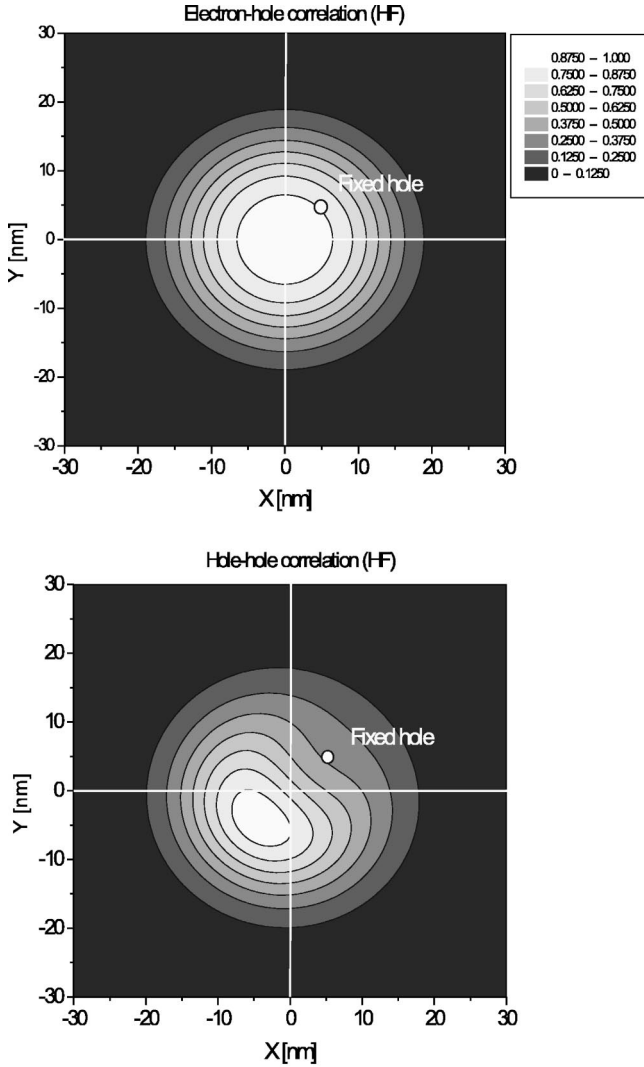 Electron-hole correlation (HF)
30
20
10
0
-10
-20
-30
Y [nm]
Fixed hole
-30
-20
-10
0
10
20
30
X [nm]
0.8750 – 1.000
0.7500 – 0.8750
0.6250 – 0.7500
0.5000 – 0.6250
0.3750 – 0.5000
0.2500 – 0.3750
0.1250 – 0.2500
0 – 0.1250
Hole-hole correlation (HF)
30
20
10
0
-10
-20
-30
Y [nm]
Fixed hole
-30
-20
-10
0
10
20
30
X [nm]